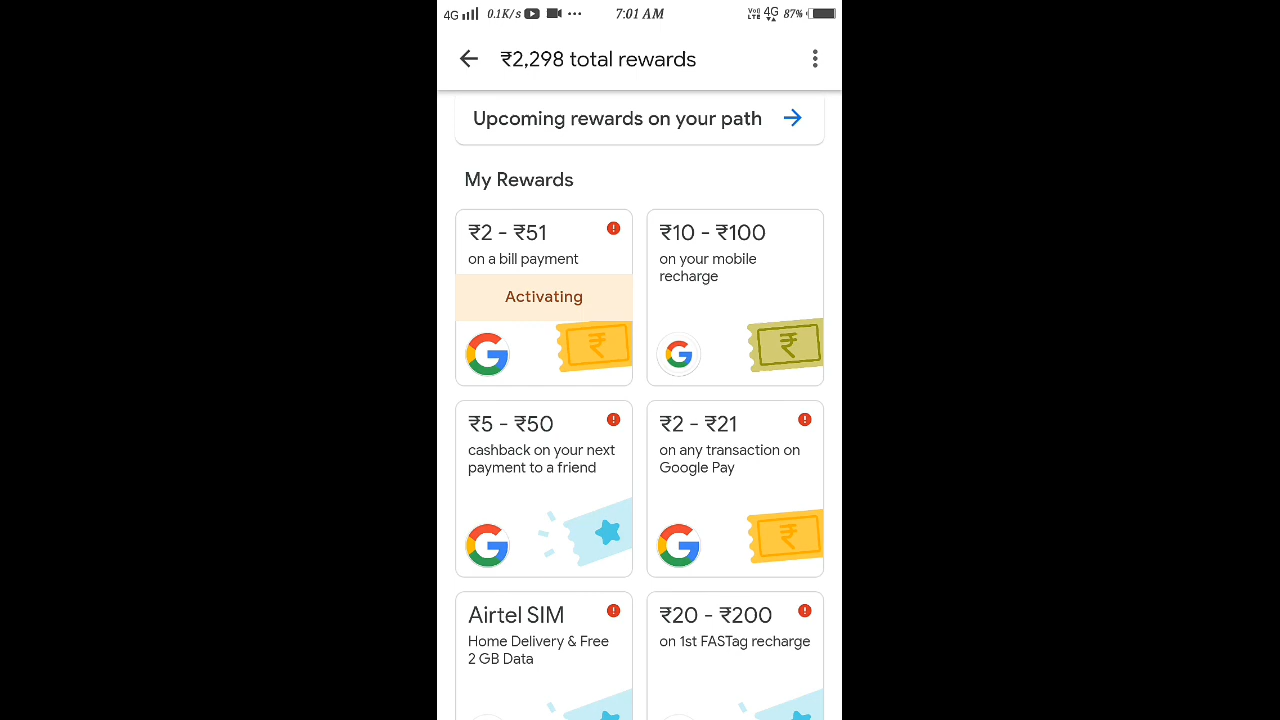 4G 0.1K/s ... 7:01 AM VoLTE 4G 87%
₹2,298 total rewards
Upcoming rewards on your path
My Rewards
₹2 - ₹51
on a bill payment
Activating
₹10 - ₹100
on your mobile
recharge
₹5 - ₹50
cashback on your next
payment to a friend
₹2 - ₹21
on any transaction on
Google Pay
Airtel SIM
Home Delivery & Free
2 GB Data
₹20 - ₹200
on 1st FASTag recharge